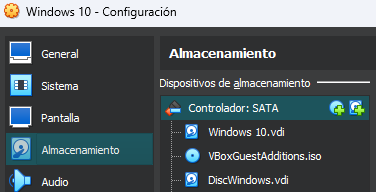 Windows 10 - Configuración
General
Sistema
Pantalla
Almacenamiento
Audio
Almacenamiento
Dispositivos de almacenamiento
Controlador: SATA
Windows 10.vdi
VBoxGuestAdditions.iso
DiscWindows.vdi